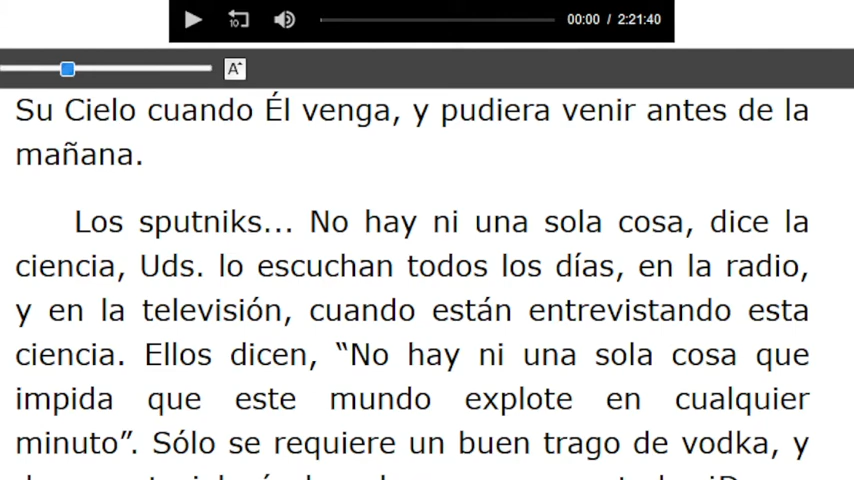 00:00 / 2:21:40
10
A
Su Cielo cuando Él venga, y pudiera venir antes de la
mañana.
Los sputniks... No hay ni una sola cosa, dice la
ciencia, Uds. lo escuchan todos los días, en la radio,
y en la televisión, cuando están entrevistando esta
ciencia. Ellos dicen, “No hay ni una sola cosa que
impida que este mundo explote en cualquier
minuto”. Sólo se requiere un buen trago de vodka, y